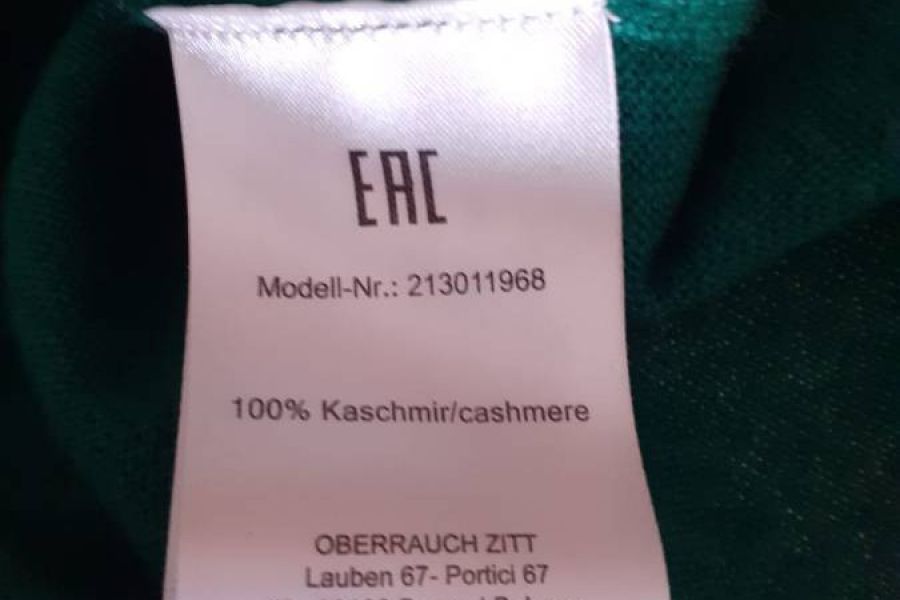 EAC
Modell-Nr.: 213011968
100% Kaschmir/cashmere
OBERRAUCH ZITT
Lauben 67- Portici 67